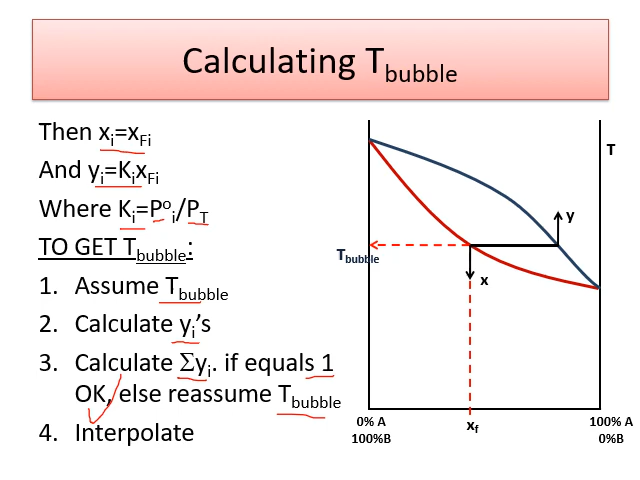 Calculating Tbubble
Then xi=xFi
And yi=KixFi
Where Ki=Poi/PT
TO GET Tbubble:
1. Assume Tbubble
2. Calculate yi's
3. Calculate Σyi. if equals 1
OK, else reassume Tbubble
4. Interpolate
T
y
Tbubble
x
0% A
100%B
xf
100% A
0%B